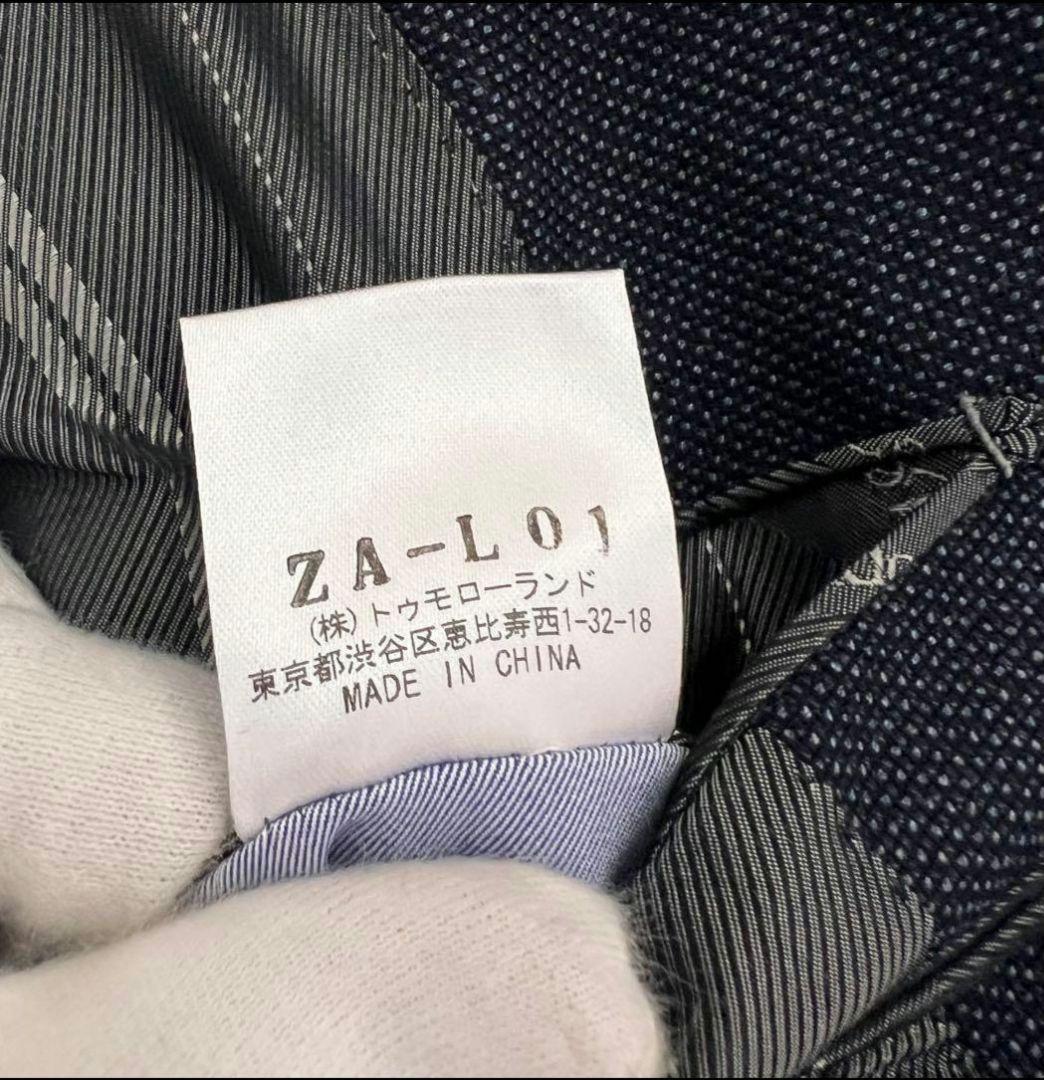 ZA-L01
(株)トゥモローランド
東京都渋谷区恵比寿西1-32-18
MADE IN CHINA